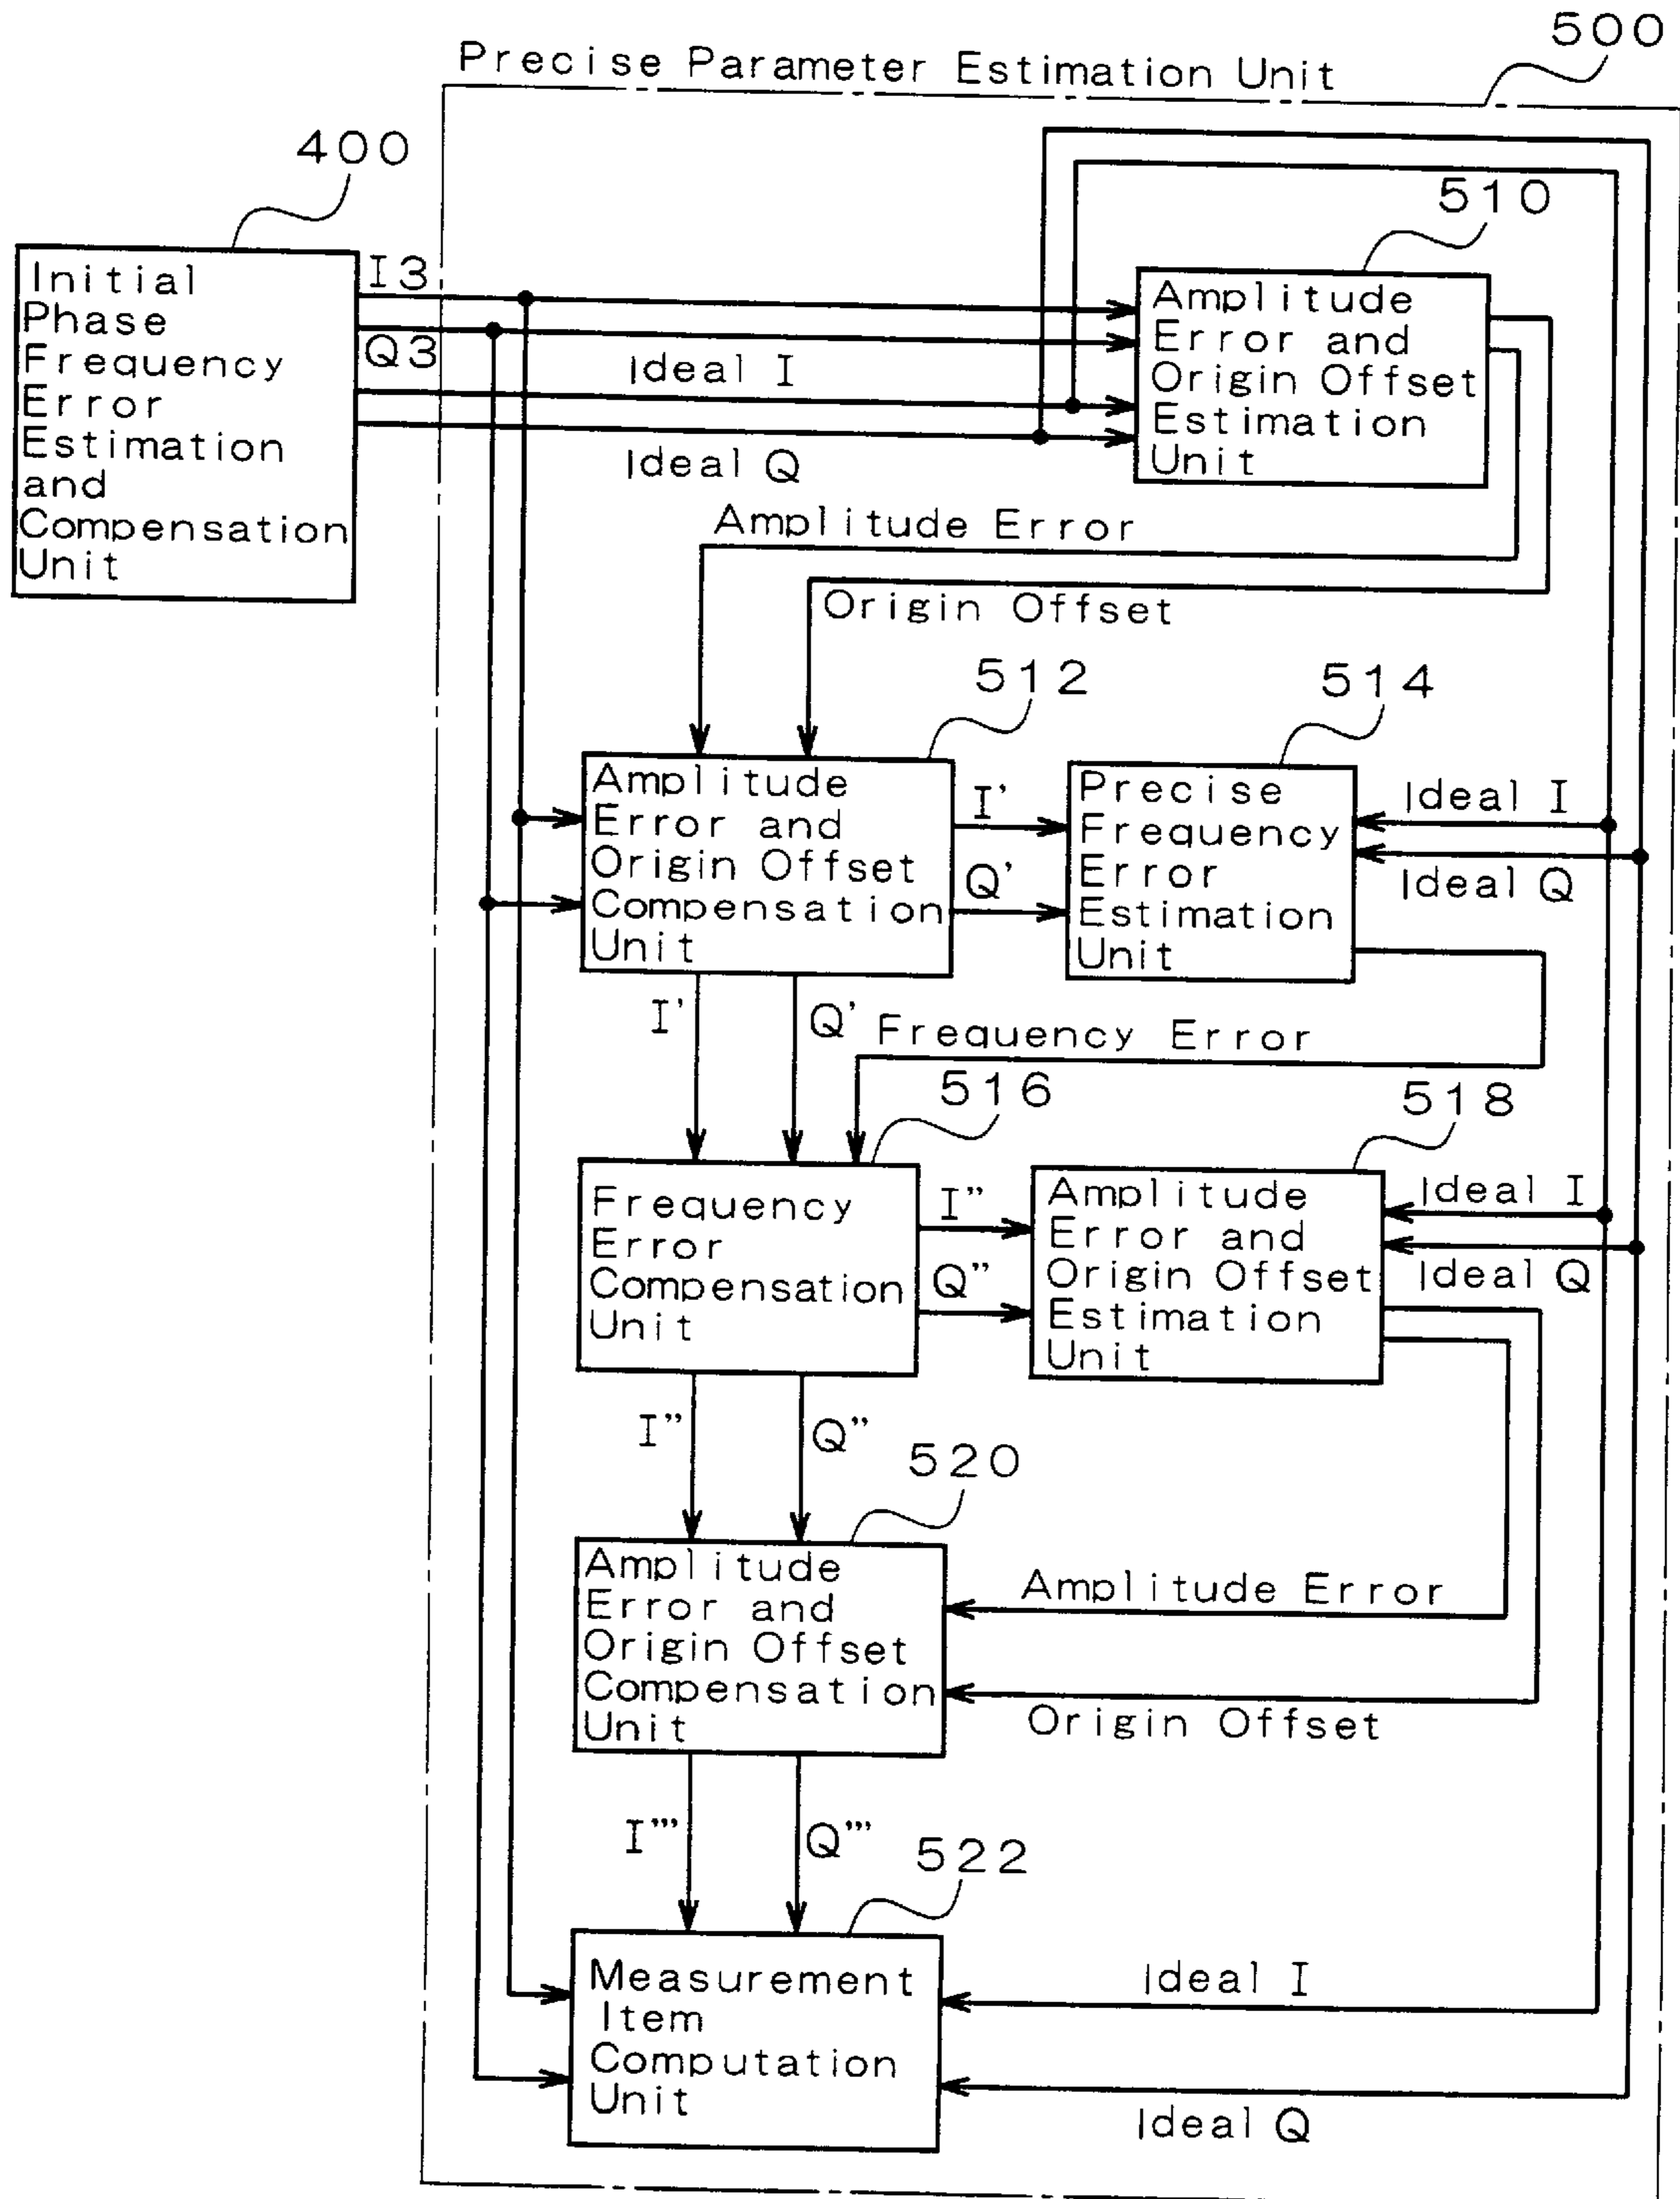 500
Precise Parameter Estimation Unit
400
510
Initial
Phase
Frequency
Error
Estimation
and
Compensation
Unit
I3
Q3
Ideal I
Ideal Q
Amplitude
Error and
Origin Offset
Estimation
Unit
Amplitude Error
Origin Offset
512
514
Amplitude
Error and
Origin Offset
Compensation
Unit
I'
Q'
Precise
Frequency
Error
Estimation
Unit
Ideal I
Ideal Q
I'
Q'
Frequency Error
516
518
Frequency
Error
Compensation
Unit
I"
Q"
Amplitude
Error and
Origin Offset
Estimation
Unit
Ideal I
Ideal Q
I"
Q"
520
Amplitude
Error and
Origin Offset
Compensation
Unit
Amplitude Error
Origin Offset
I'''
Q'''
522
Measurement
Item
Computation
Unit
Ideal I
Ideal Q